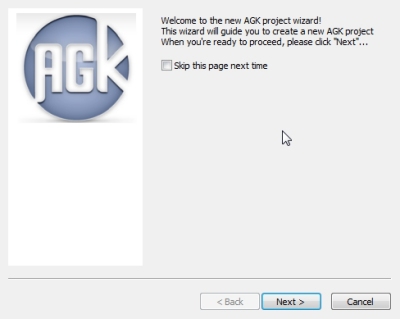 AGK
Welcome to the new AGK project wizard!
This wizard will guide you to create a new AGK project
When you're ready to proceed, please click "Next"...
Skip this page next time
< Back
Next >
Cancel